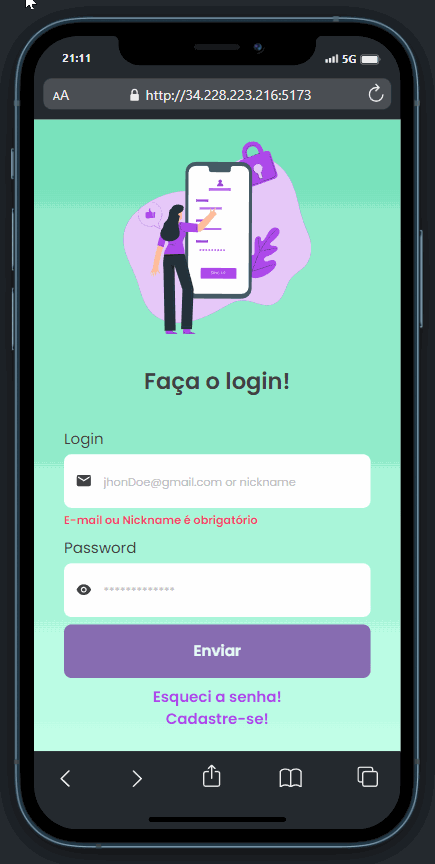 21:11
5G
AA
http://34.228.223.216:5173
Faça o login!
Login
jhonDoe@gmail.com or nickname
E-mail ou Nickname é obrigatório
Password
*************
Enviar
Esqueci a senha!
Cadastre-se!